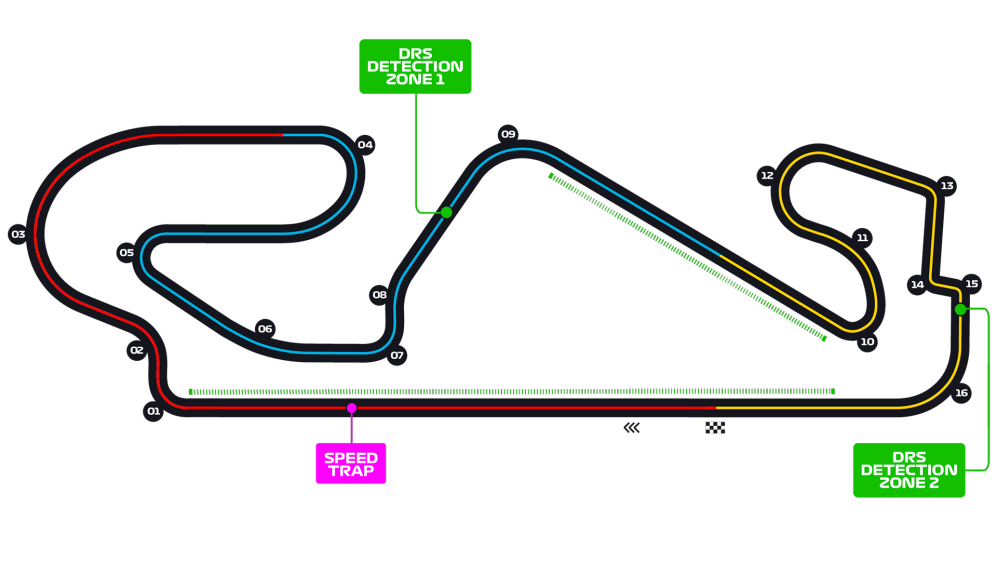 DRS
DETECTION
ZONE 1
09
04
12
13
03
11
05
14
15
08
06
10
02
07
16
01
SPEED
TRAP
DRS
DETECTION
ZONE 2